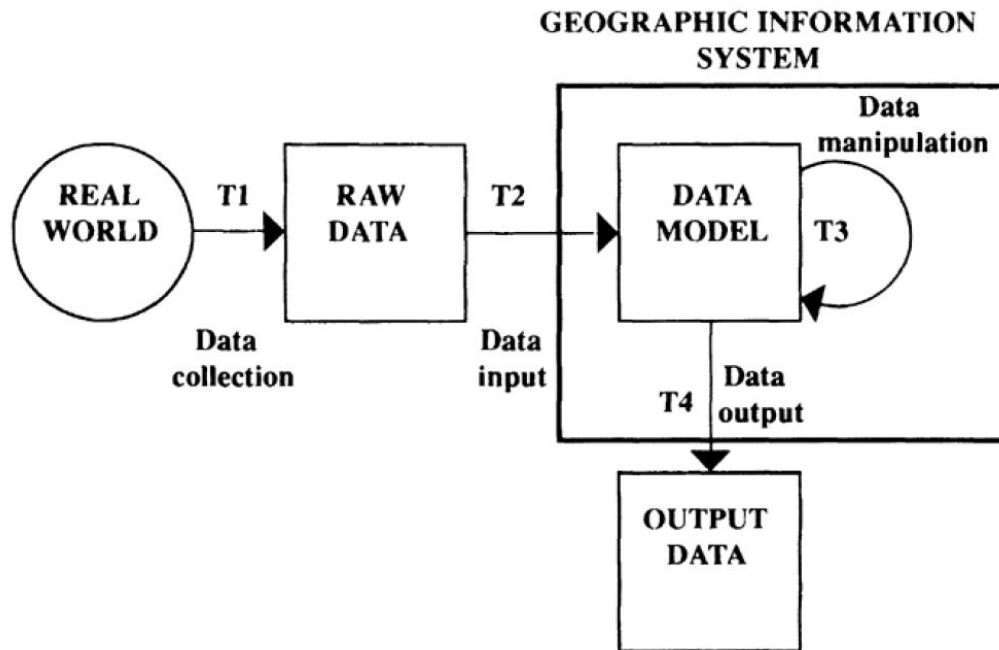 GEOGRAPHIC INFORMATION
SYSTEM
Data
manipulation
REAL
WORLD
T1
RAW
DATA
T2
DATA
MODEL
T3
Data
collection
Data
input
T4
Data
output
OUTPUT
DATA